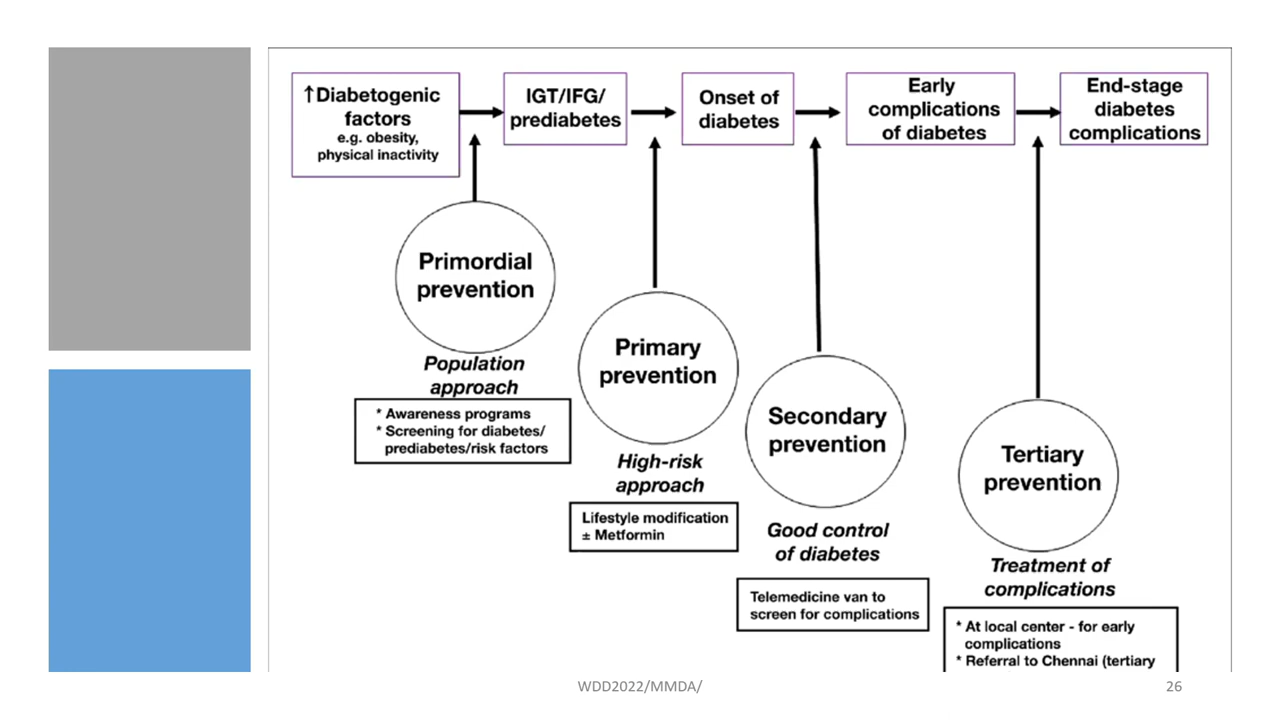 ↑Diabetogenic
factors
e.g. obesity,
physical inactivity
IGT/IFG/
prediabetes
Onset of
diabetes
Early
complications
of diabetes
End-stage
diabetes
complications
Primordial
prevention
Population
approach
* Awareness programs
* Screening for diabetes/
prediabetes/risk factors
Primary
prevention
High-risk
approach
Lifestyle modification
± Metformin
Secondary
prevention
Good control
of diabetes
Telemedicine van to
screen for complications
Tertiary
prevention
Treatment of
complications
* At local center - for early
complications
* Referral to Chennai (tertiary
WDD2022/MMDA/
26